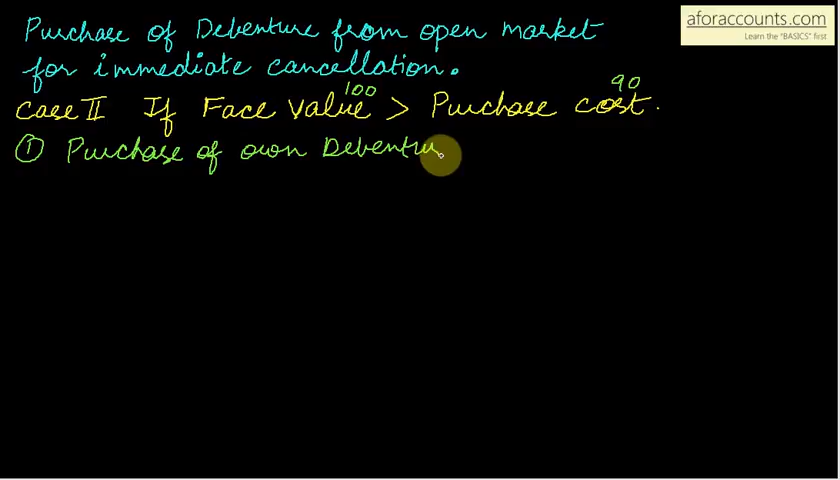 aforaccounts.com
Learn the "BASICS" first
Purchase of Debenture from open market
for immediate cancellation.
100 90
Case II If Face Value > Purchase cost.
① Purchase of own Debentu